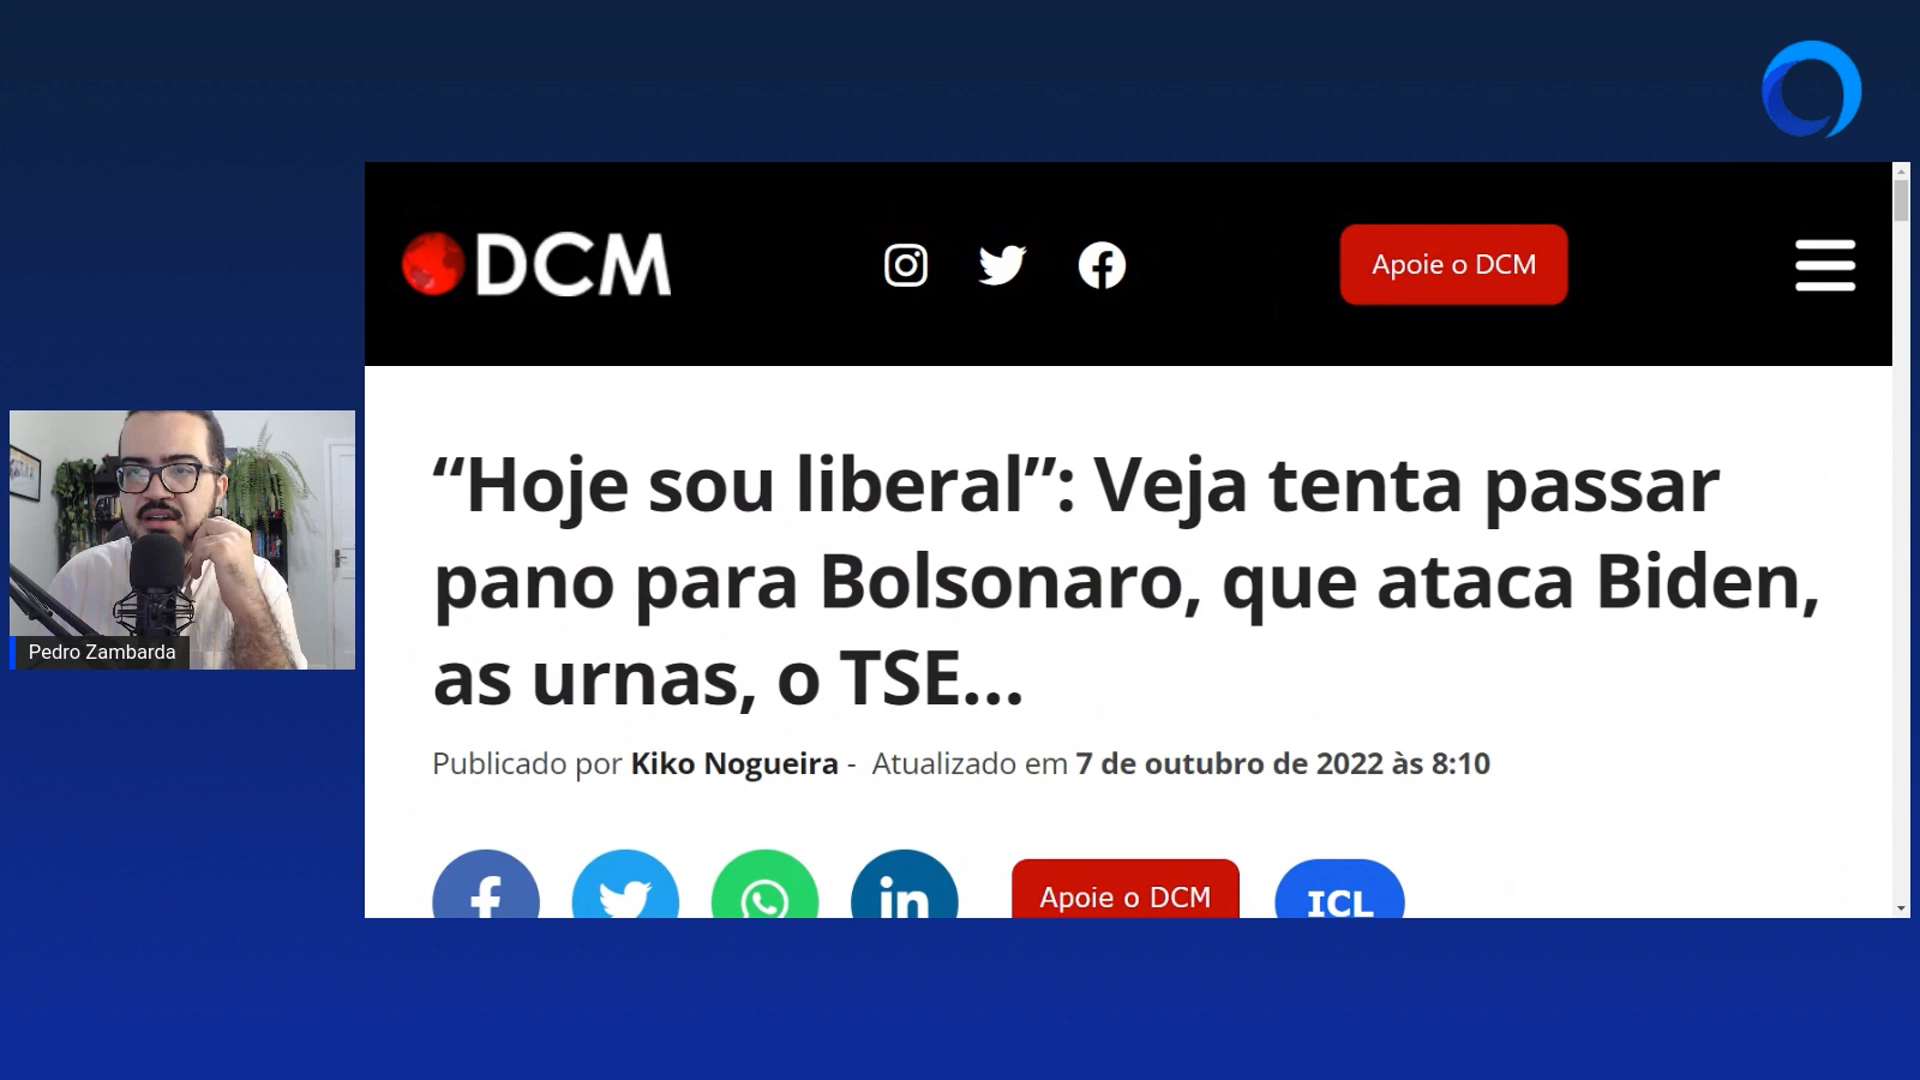 DCM
Apoie o DCM
“Hoje sou liberal”: Veja tenta passar
pano para Bolsonaro, que ataca Biden,
as urnas, o TSE...
Publicado por Kiko Nogueira - Atualizado em 7 de outubro de 2022 às 8:10
Apoie o DCM
ICL
Pedro Zambarda